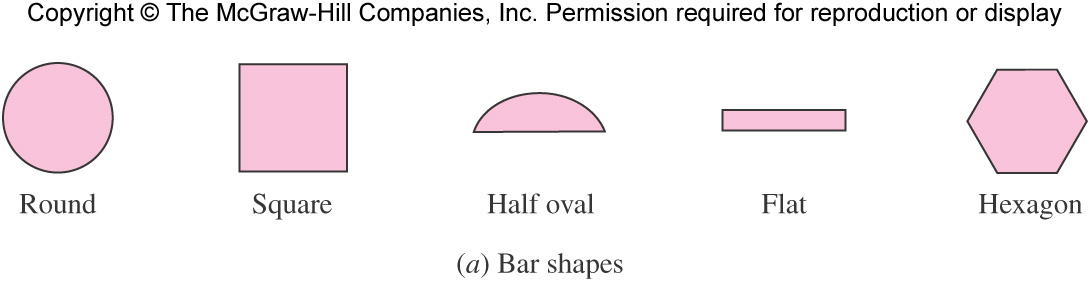 Copyright © The McGraw-Hill Companies, Inc. Permission required for reproduction or display
Round Square Half oval Flat Hexagon
(a) Bar shapes